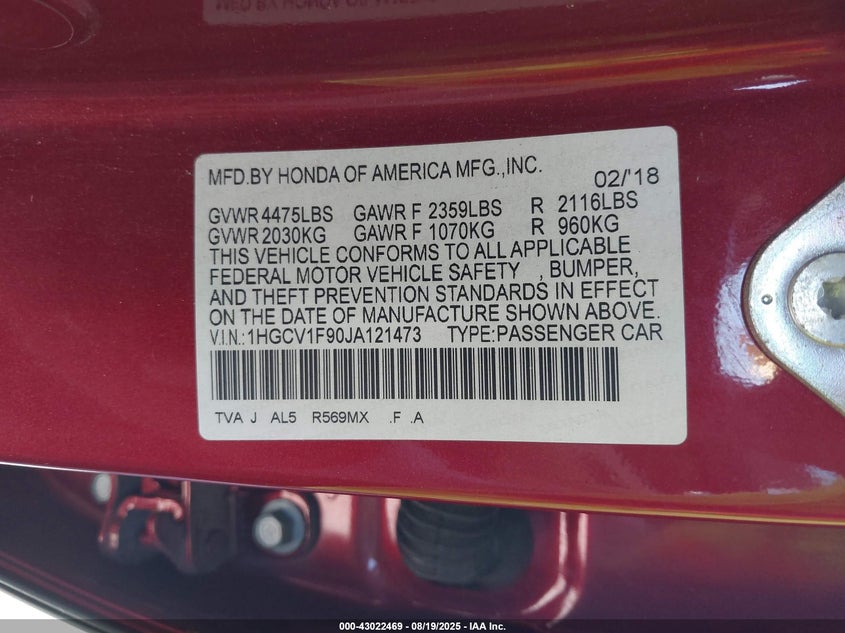 MFD.BY HONDA OF AMERICA MFG.,INC. 02/'18
GVWR 4475LBS GAWR F 2359LBS R 2116LBS
GVWR 2030KG GAWR F 1070KG R 960KG
THIS VEHICLE CONFORMS TO ALL APPLICABLE
FEDERAL MOTOR VEHICLE SAFETY , BUMPER,
AND THEFT PREVENTION STANDARDS IN EFFECT
ON THE DATE OF MANUFACTURE SHOWN ABOVE.
V.I.N.:1HGCV1F90JA121473 TYPE:PASSENGER CAR
TVA J AL5 R569MX .F .A
000-43022469 - 08/19/2025 - IAA Inc.